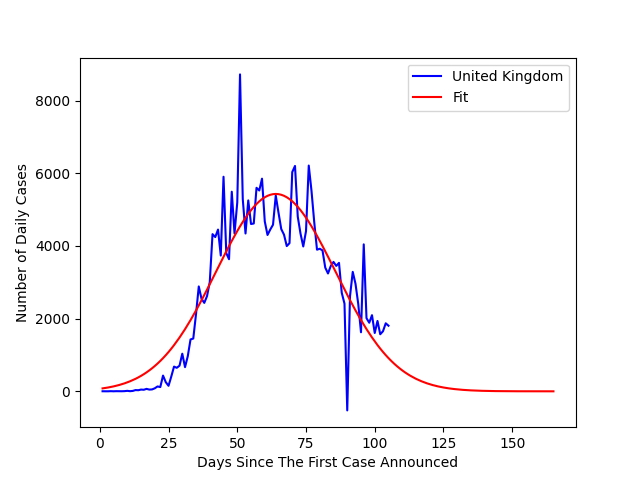 United Kingdom
Fit
8000
6000
4000
2000
0
Number of Daily Cases
0 25 50 75 100 125 150
Days Since The First Case Announced